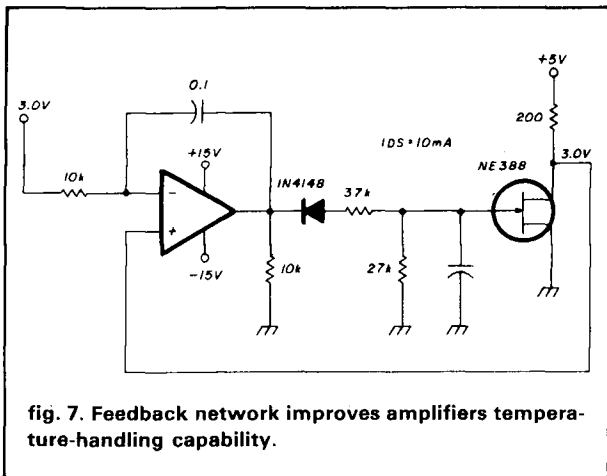 +5V
0.1
3.0V
200
+15V
IDS=10mA
3.0V
10k
NE388
1N4148
37k
-
+
-15V
10k
27k
fig. 7. Feedback network improves amplifiers tempera-
ture-handling capability.